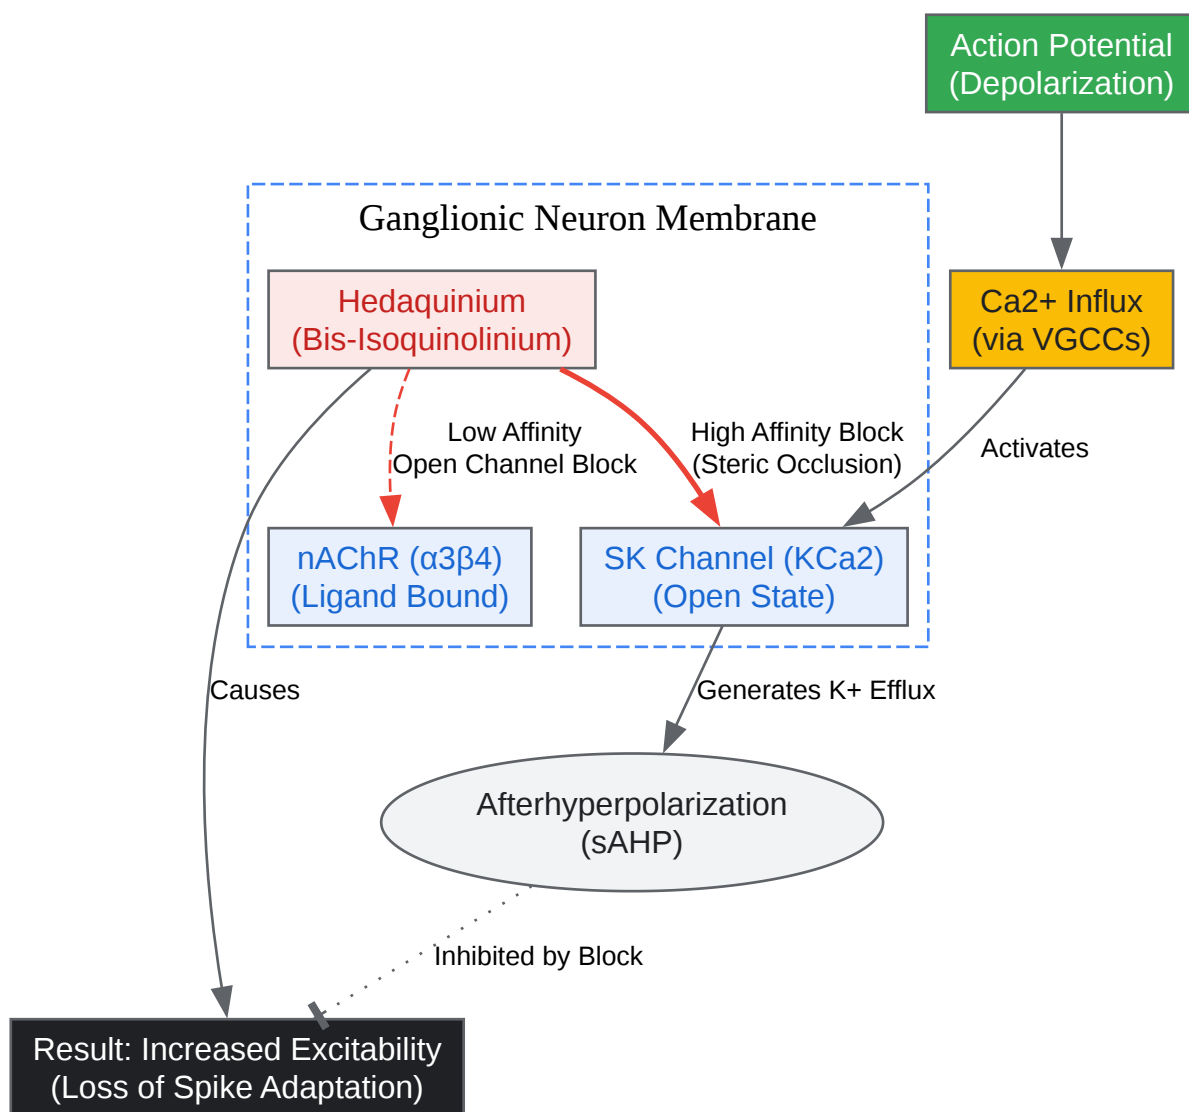 Action Potential
(Depolarization)
Ganglionic Neuron Membrane
Hedaquinium
(Bis-Isoquinolinium)
Ca2+ Influx
(via VGCCs)
Low Affinity
Open Channel Block
High Affinity Block
(Steric Occlusion)
Activates
nAChR (α3β4)
(Ligand Bound)
SK Channel (KCa2)
(Open State)
Causes
Generates K+ Efflux
Afterhyperpolarization
(sAHP)
Inhibited by Block
Result: Increased Excitability
(Loss of Spike Adaptation)